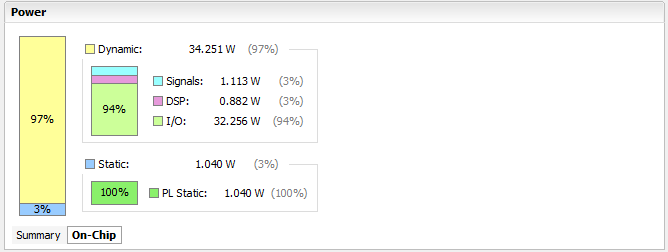 Power
Dynamic: 34.251 W (97%)
Signals: 1.113 W (3%)
DSP: 0.882 W (3%)
94%
I/O: 32.256 W (94%)
97%
Static: 1.040 W (3%)
100%
PL Static: 1.040 W (100%)
3%
Summary On-Chip